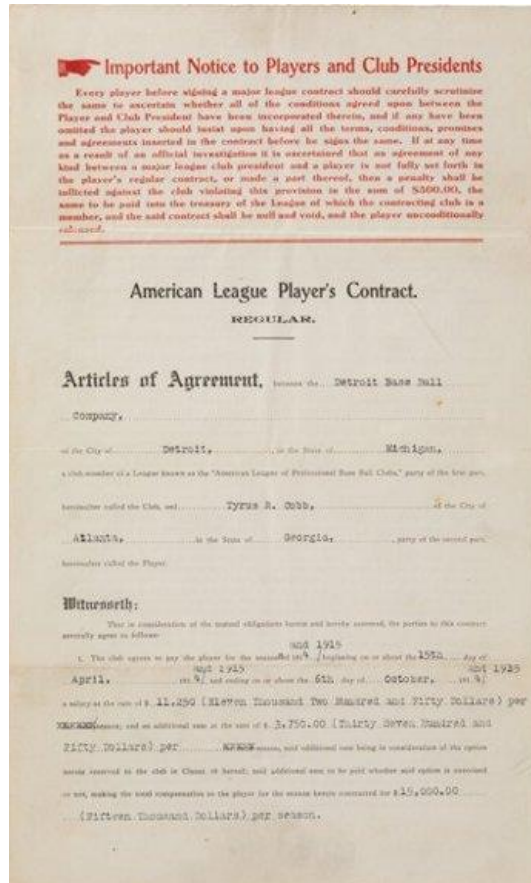 Important Notice to Players and Club Presidents
Every player before signing a major league contract should carefully scrutinize
the same to ascertain whether all of the conditions agreed upon between the
Player and Club President have been incorporated therein, and if any have been
omitted the player should insist upon having all the terms, conditions, promises
and agreements inserted in the contract before he signs the same. If at any time
as a result of an official investigation it is ascertained that an agreement of any
kind between a major league club president and a player is not fully set forth in
the player's regular contract, or made a part thereof, then a penalty shall be
inflicted against the club violating this provision in the sum of $500.00, the
same to be paid into the treasury of the League of which the contracting club is a
member, and the said contract shall be null and void, and the player unconditionally
released.
American League Player's Contract.
REGULAR.
Articles of Agreement, between the Detroit Base Ball
Company,
of the City of Detroit, in the State of Michigan,
a club member of a League known as the "American League of Professional Base Ball Clubs," party of the first part,
hereinafter called the Club, and Tyrus R. Cobb, of the City of
Atlanta, in the State of Georgia, party of the second part,
hereinafter called the Player.
Witnesseth:
That in consideration of the mutual obligations herein and hereby assumed, the parties to this contract
severally agree as follows:
and 1915
1. The club agrees to pay the player for the season of 191 4/ beginning on or about the 15th day of
and 1915 and 1915
April, 191 4/ and ending on or about the 6th day of October, 191 4/
a salary at the rate of $ 11,250 (Eleven Thousand Two Hundred and Fifty Dollars) per
season; and an additional sum at the rate of $ 3,750.00 (Thirty Seven Hundred and
Fifty Dollars) per season, said additional sum being in consideration of the option
herein reserved to the club in Clause 10 hereof; said additional sum to be paid whether said option is exercised
or not, making the total compensation to the player for the season herein contracted for $ 15,000.00
(Fifteen Thousand Dollars) per season.